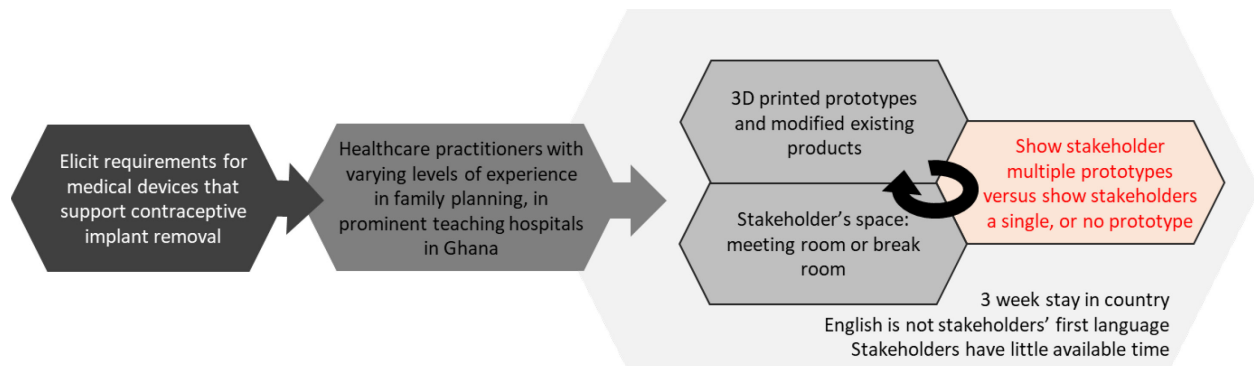 Elicit requirements for
medical devices that
support contraceptive
implant removal
Healthcare practitioners with
varying levels of experience
in family planning, in
prominent teaching hospitals
in Ghana
3D printed prototypes
and modified existing
products
Stakeholder's space:
meeting room or break
room
Show stakeholder
multiple prototypes
versus show stakeholders
a single, or no prototype
3 week stay in country
English is not stakeholders' first language
Stakeholders have little available time